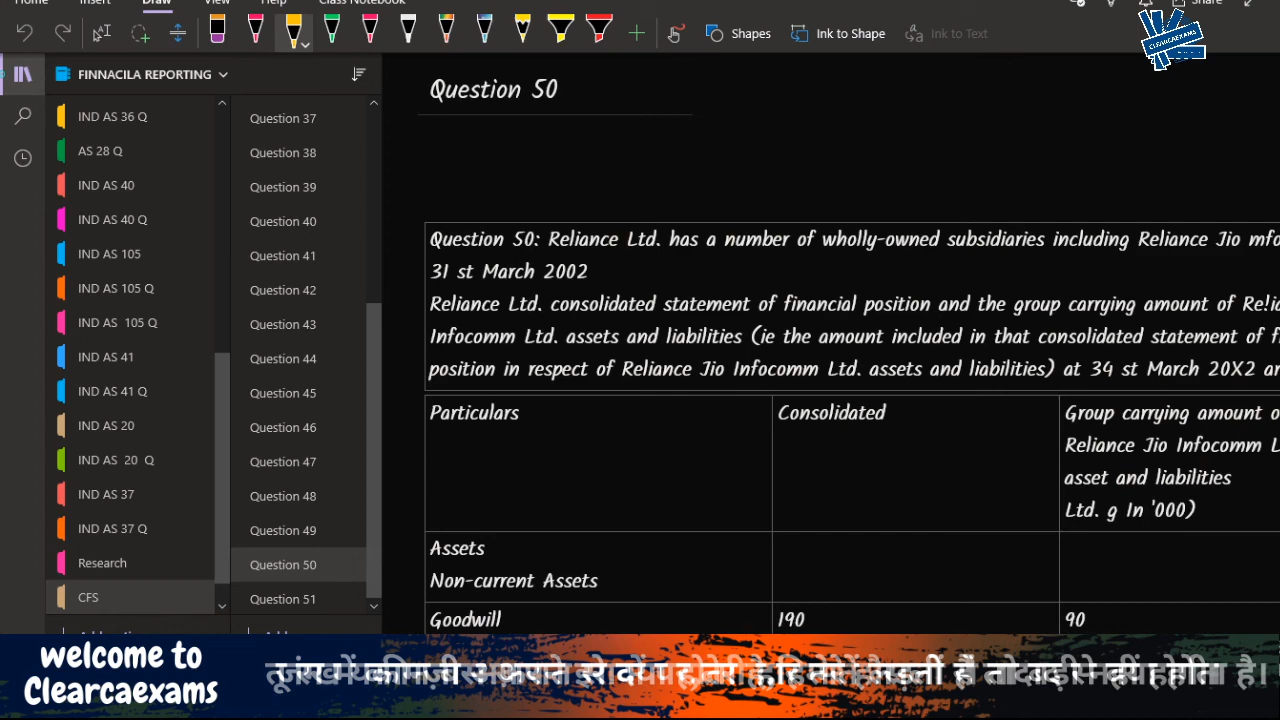 Home Insert Draw View Help Class Notebook Share
Shapes Ink to Shape Ink to Text
CLEARCAEXAMS
FINNACILA REPORTING
Question 50
IND AS 36 Q
AS 28 Q
IND AS 40
IND AS 40 Q
IND AS 105
IND AS 105 Q
IND AS 105 Q
IND AS 41
IND AS 41 Q
IND AS 20
IND AS 20 Q
IND AS 37
IND AS 37 Q
Research
CFS
Question 37
Question 38
Question 39
Question 40
Question 41
Question 42
Question 43
Question 44
Question 45
Question 46
Question 47
Question 48
Question 49
Question 50
Question 51
Question 50: Reliance Ltd. has a number of wholly-owned subsidiaries including Reliance Jio
31 st March 2002
Reliance Ltd. consolidated statement of financial position and the group carrying amount of
Infocomm Ltd. assets and liabilities (ie the amount included in that consolidated statement of
position in respect of Reliance Jio Infocomm Ltd. assets and liabilities) at 34 st March 20X2
Particulars Consolidated Group carrying amount
Reliance Jio Infocomm
asset and liabilities
Ltd. g In '000)
Assets
Non-current Assets
Goodwill 190 90
welcome to
Clearcaexams